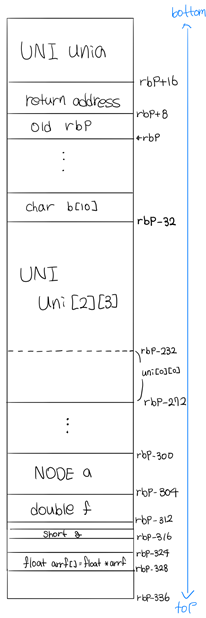 bottom
UNI unia
rbp+16
return address
rbp+8
old rbp
←rbp
⋮
char b[10]
rbp-32
UNI
Uni [2][3]
rbp-232
uni[0][0]
rbp-272
⋮
rbp-300
NODE a
rbp-304
double f
rbp-312
short g
rbp-316
rbp-324
float arrf[]=float *arrf
rbp-328
rbp-336
top